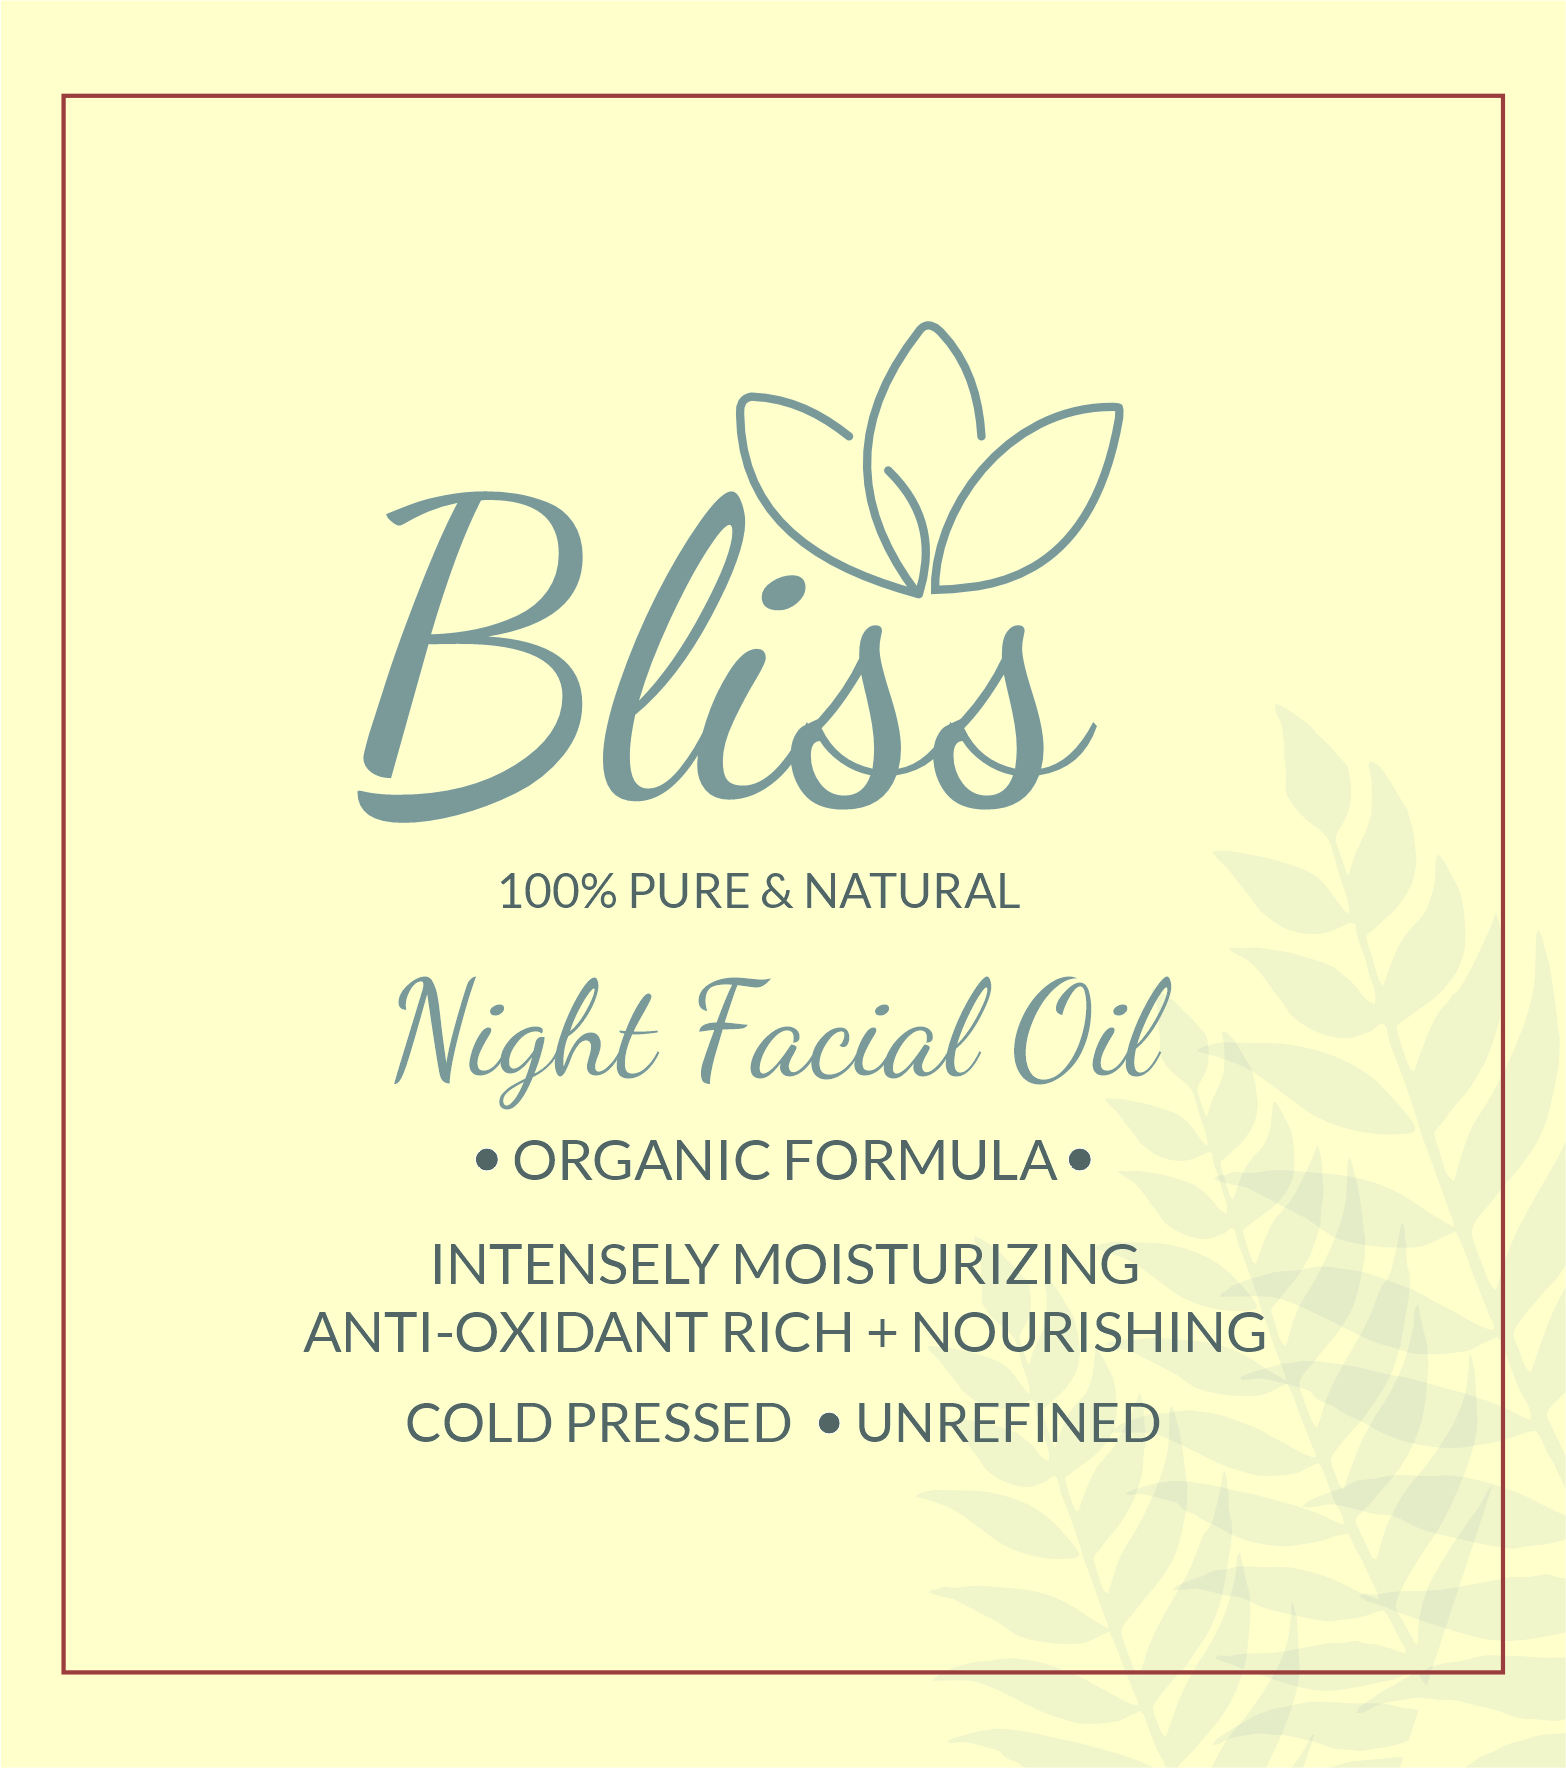 Bliss
100% PURE & NATURAL
Night Facial Oil
• ORGANIC FORMULA •
INTENSELY MOISTURIZING
ANTI-OXIDANT RICH + NOURISHING
COLD PRESSED • UNREFINED